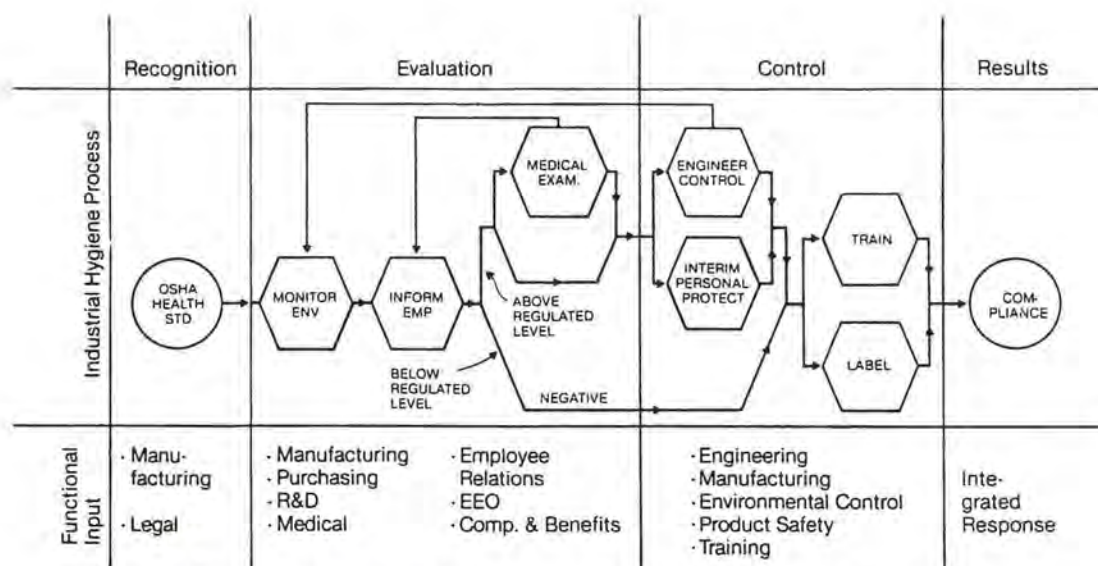 Recognition
Evaluation
Control
Results
Industrial Hygiene Process
OSHA
HEALTH
STD.
MONITOR
ENV
INFORM
EMP
MEDICAL
EXAM.
ABOVE
REGULATED
LEVEL
BELOW
REGULATED
LEVEL
NEGATIVE
ENGINEER
CONTROL
INTERIM
PERSONAL
PROTECT
TRAIN
LABEL
COM-
PLIANCE
Functional
Input
· Manu-
facturing
· Legal
· Manufacturing
· Purchasing
· R&D
· Medical
· Employee
Relations
· EEO
· Comp. & Benefits
· Engineering
· Manufacturing
· Environmental Control
· Product Safety
· Training
Inte-
grated
Response